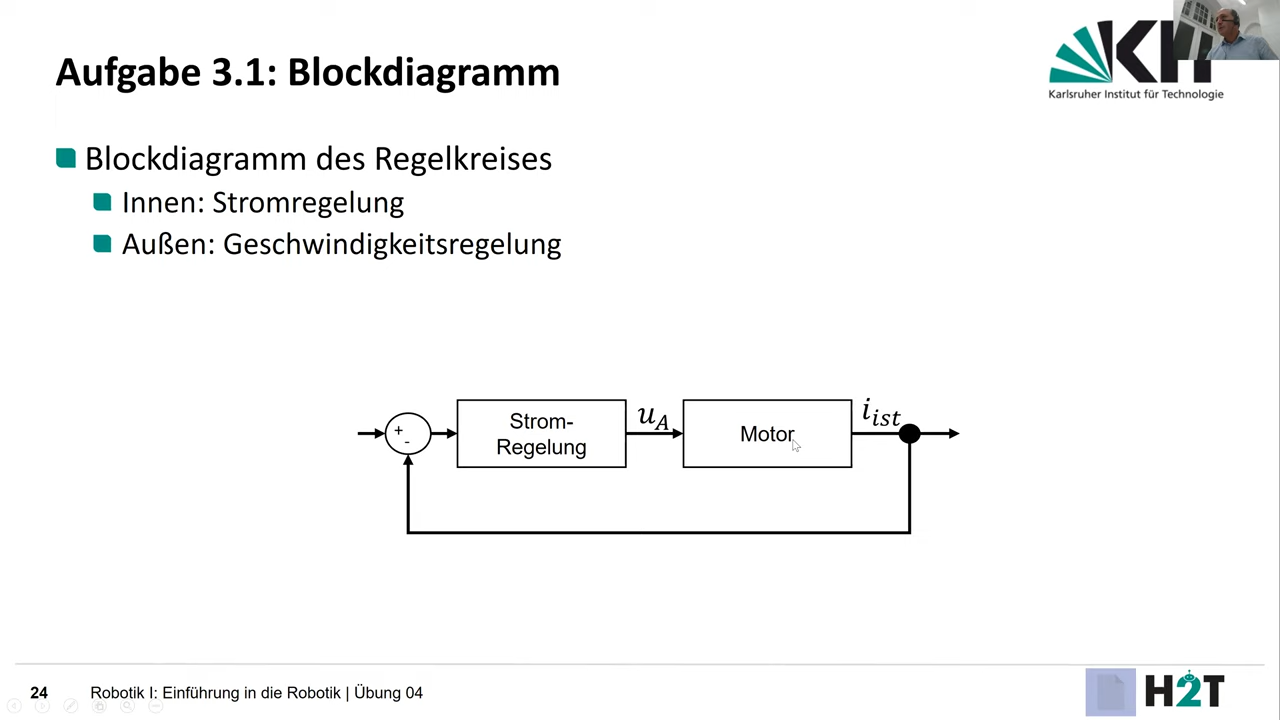 Aufgabe 3.1: Blockdiagramm
Karlsruher Institut für Technologie
Blockdiagramm des Regelkreises
Innen: Stromregelung
Außen: Geschwindigkeitsregelung
+
-
Strom-
Regelung
u_A
Motor
i_ist
24
Robotik I: Einführung in die Robotik | Übung 04
H2T